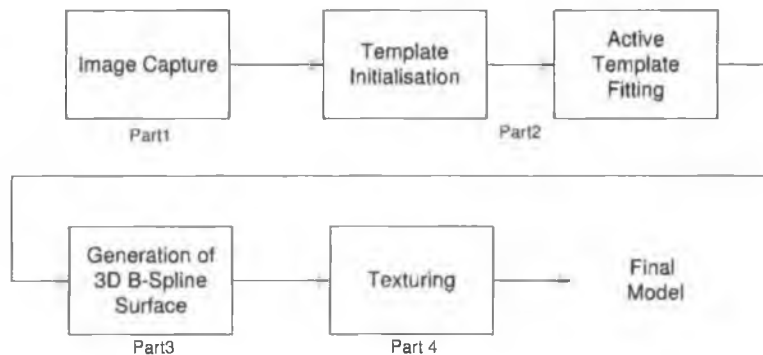 Image Capture
Template
Initialisation
Active
Template
Fitting
Part1
Part2
Generation of
3D B-Spline
Surface
Texturing
Final
Model
Part3
Part 4